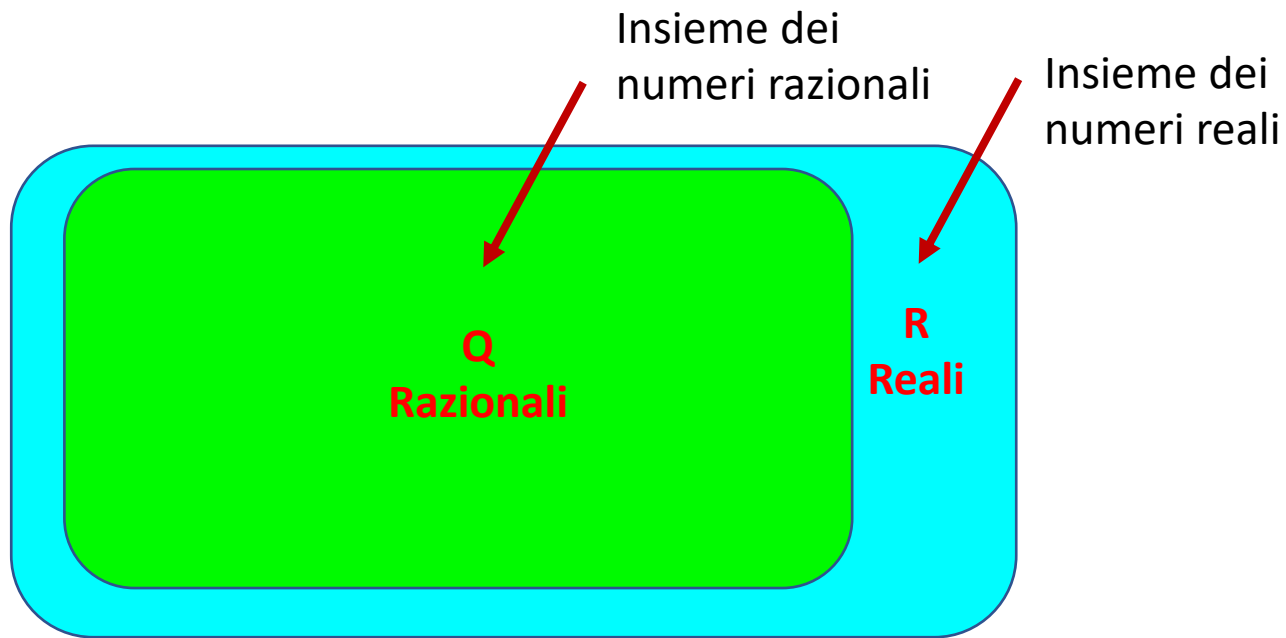 Insieme dei
numeri razionali
Insieme dei
numeri reali
Q
Razionali
R
Reali